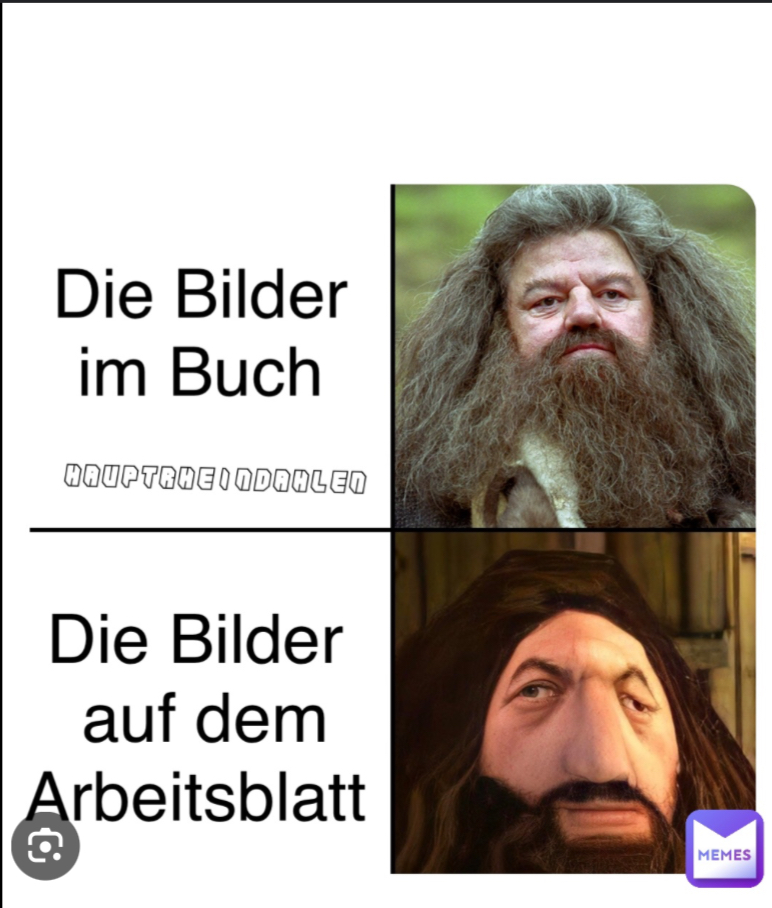 Die Bilder
im Buch
HAUPTRHEINDAHLEN
Die Bilder
auf dem
Arbeitsblatt
MEMES